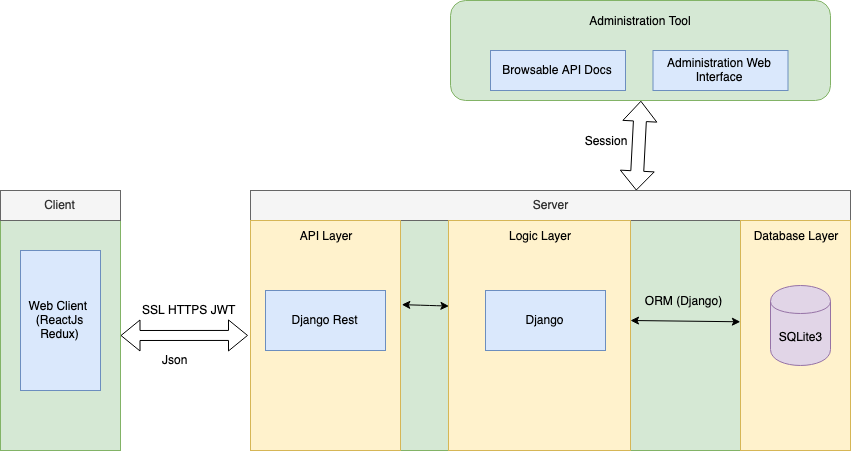 Administration Tool
Browsable API Docs
Administration Web
Interface
Session
Client
Server
API Layer
Logic Layer
Database Layer
Web Client
(ReactJs
Redux)
SSL HTTPS JWT
Json
Django Rest
Django
ORM (Django)
SQLite3